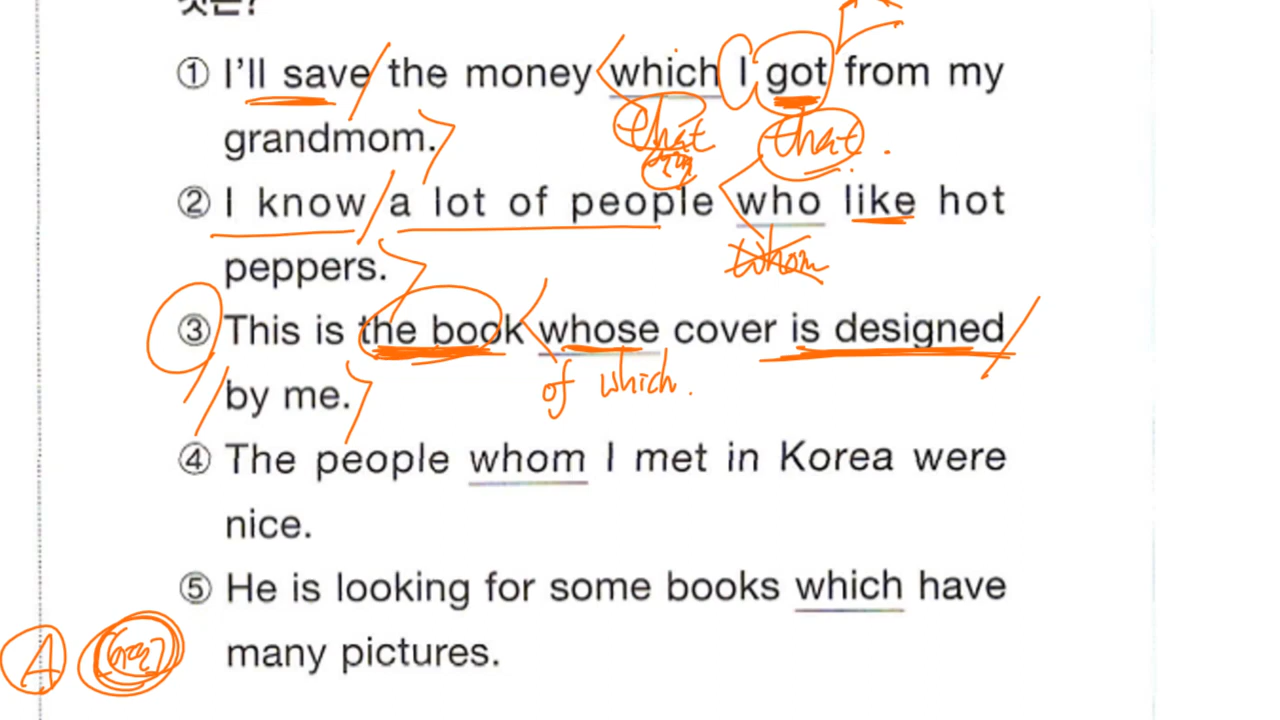 것은?
① I'll save the money which I got from my
grandmom.
that
that.
② I know a lot of people who like hot
peppers.
whom
③ This is the book whose cover is designed
by me.
of which.
④ The people whom I met in Korea were
nice.
⑤ He is looking for some books which have
many pictures.
A